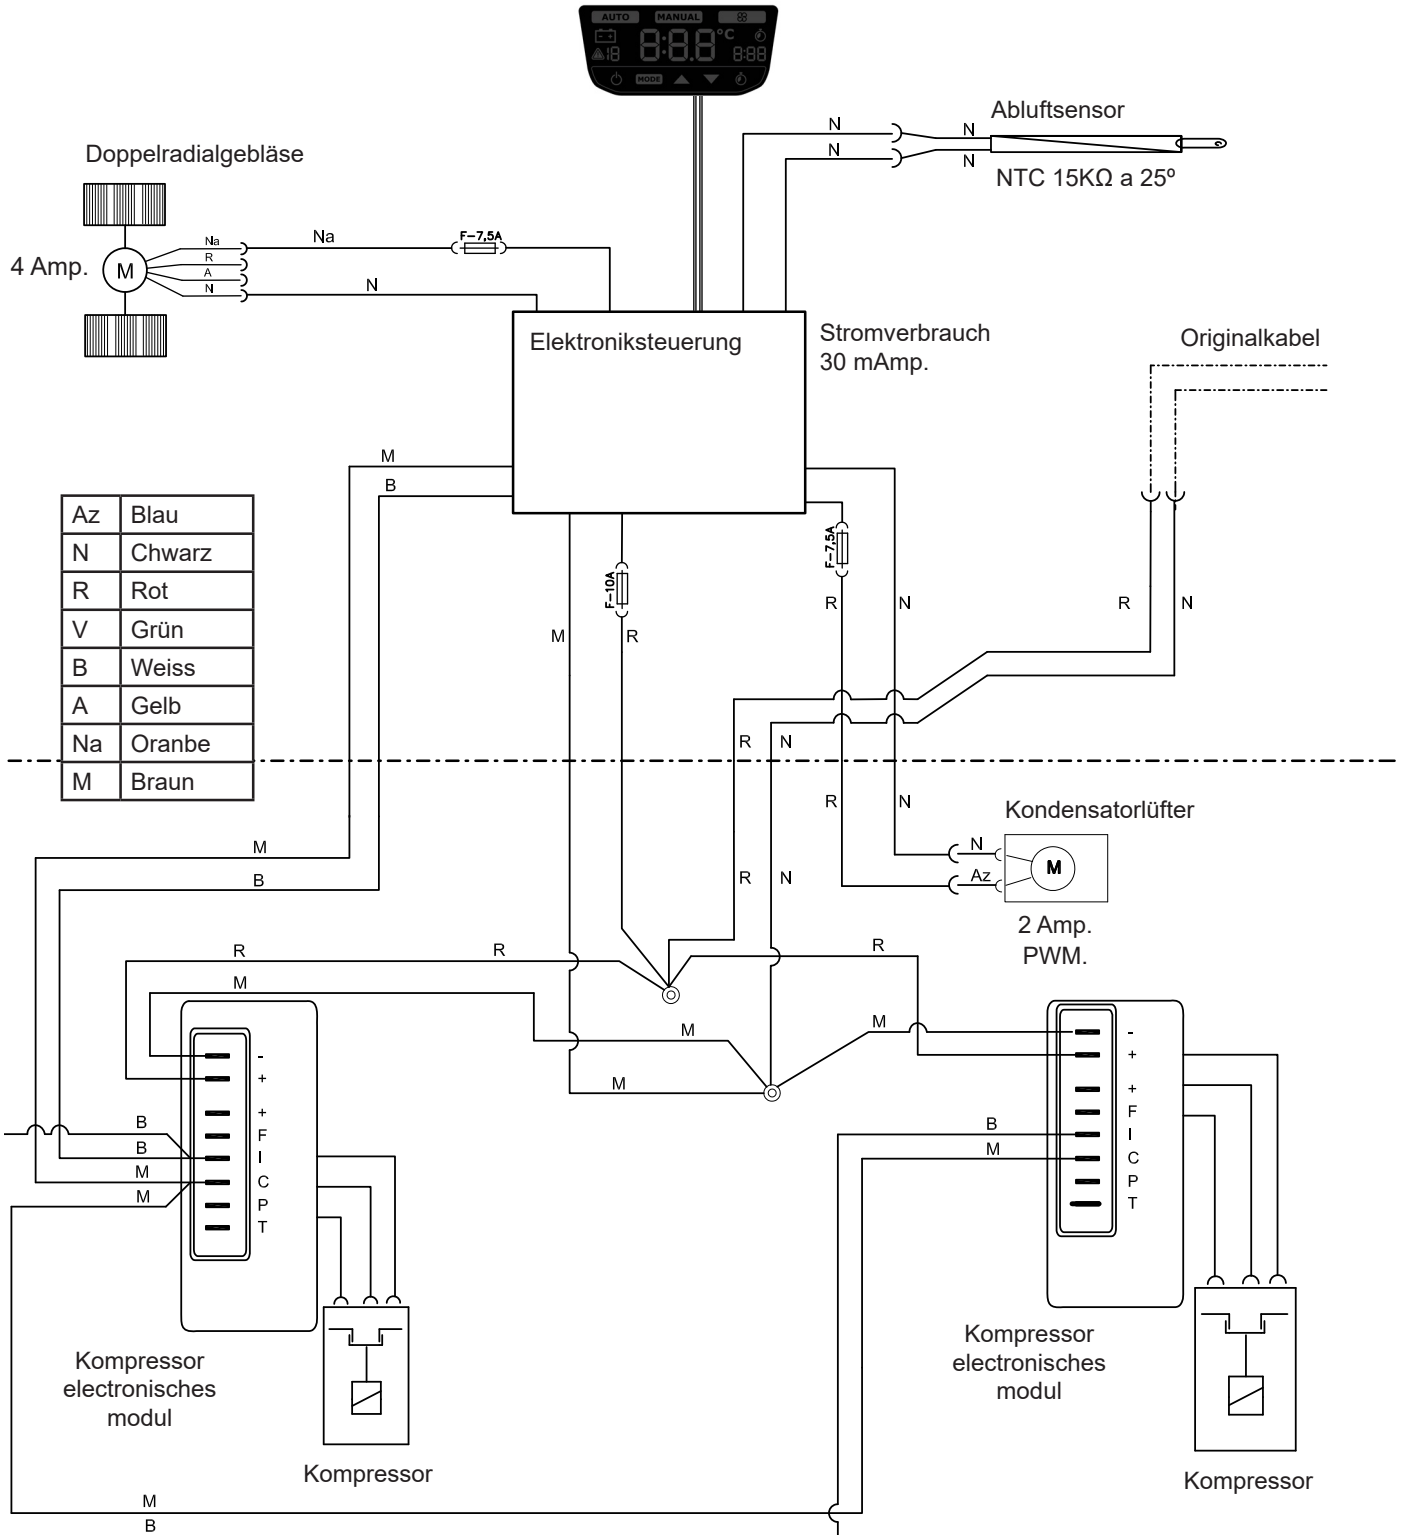 AUTO MANUAL
8:8.8 °C
18 8:88
MODE
Abluftsensor
N N
N N
NTC 15KΩ a 25º
Doppelradialgebläse
4 Amp.
M
Na
R
A
N
Na
F-7,5A
N
Elektroniksteuerung
Stromverbrauch
30 mAmp.
Originalkabel
M
B
Az Blau
N Chwarz
R Rot
V Grün
B Weiss
A Gelb
Na Oranbe
M Braun
F-10A
F-7,5A
M R
R N
R N
R N
R N
R N
Kondensatorlüfter
N
Az
M
2 Amp.
PWM.
M
B
R R
M
R
M
M
M
-
+
+
F
I
C
P
T
B
B
M
M
-
+
+
F
I
C
P
T
B
M
Kompressor
electronisches
modul
Kompressor
Kompressor
electronisches
modul
Kompressor
M
B